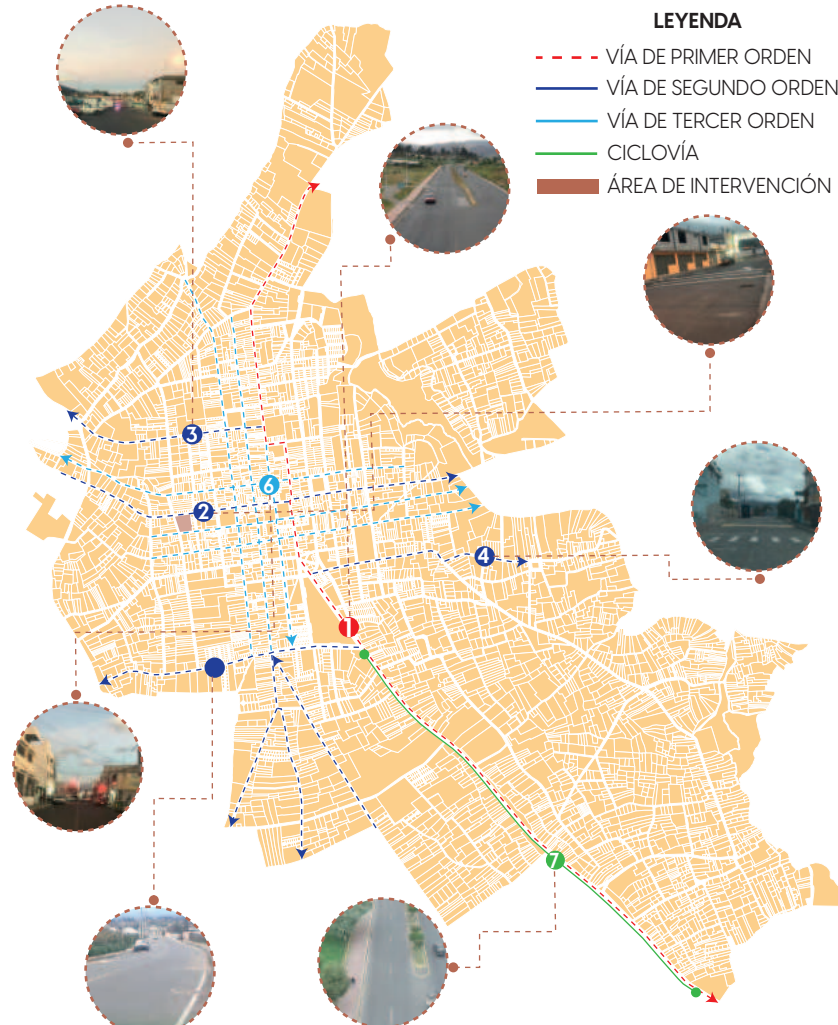 LEYENDA
VÍA DE PRIMER ORDEN
VÍA DE SEGUNDO ORDEN
VÍA DE TERCER ORDEN
CICLOVÍA
ÁREA DE INTERVENCIÓN
3
6
2
4
1
7